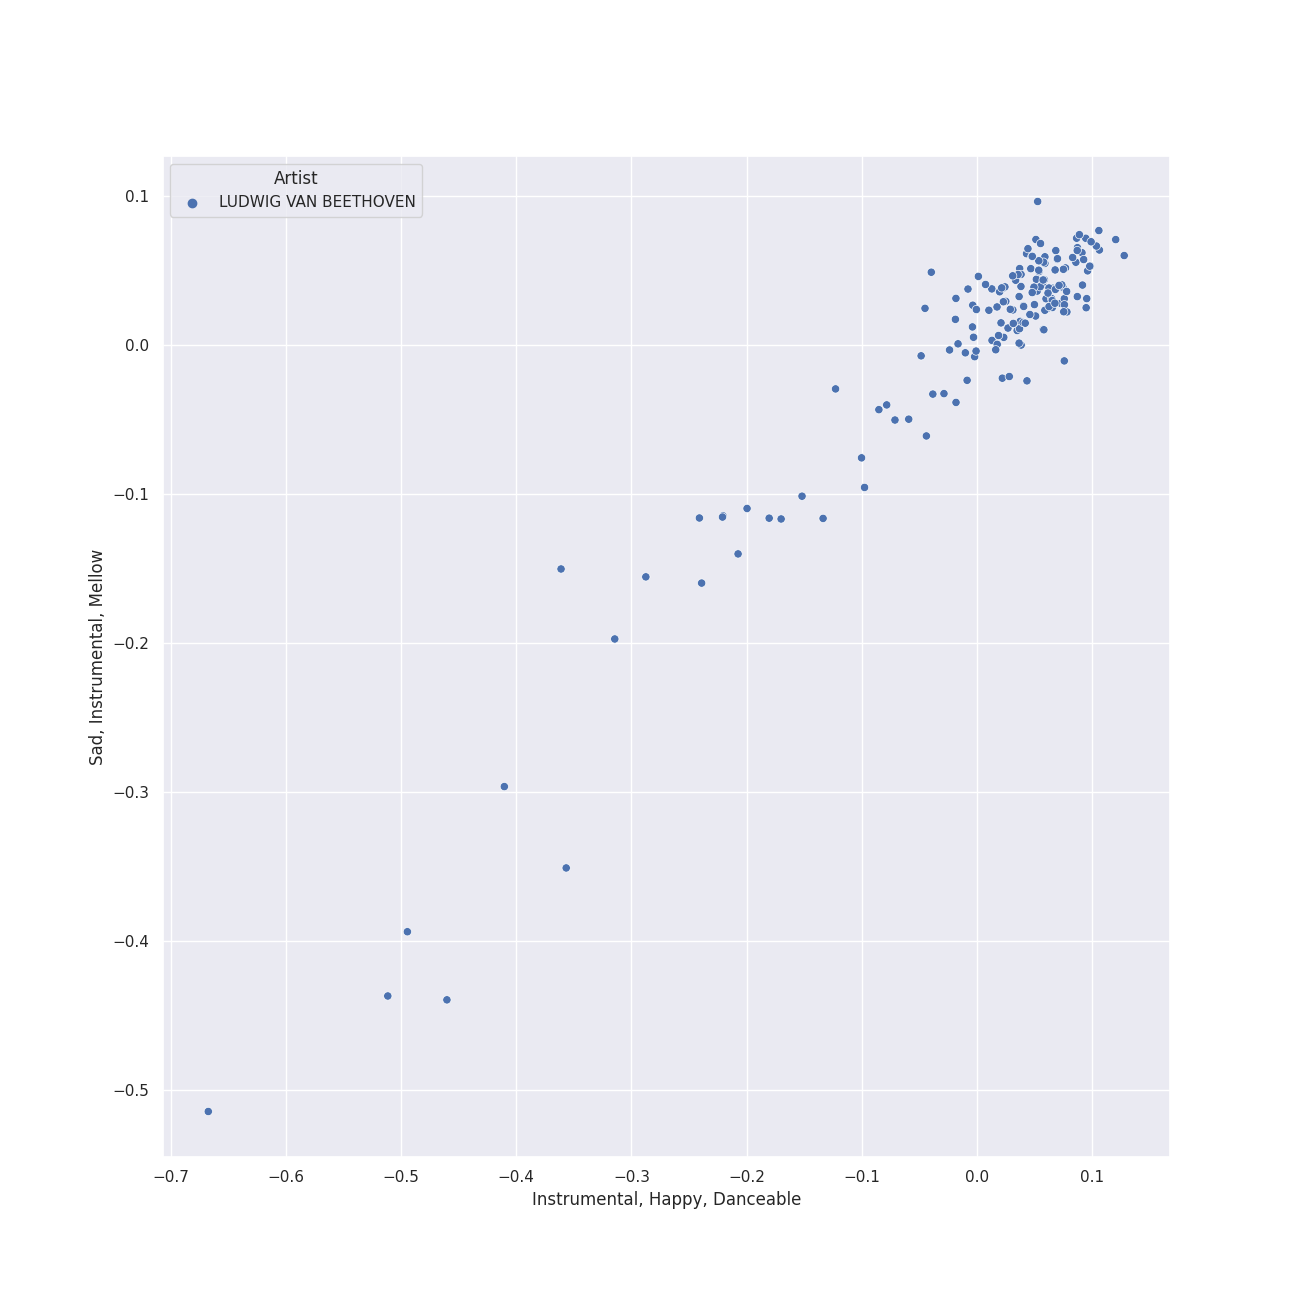 Artist
LUDWIG VAN BEETHOVEN
0.1
0.0
−0.1
−0.2
−0.3
−0.4
−0.5
Sad, Instrumental, Mellow
−0.7 −0.6 −0.5 −0.4 −0.3 −0.2 −0.1 0.0 0.1
Instrumental, Happy, Danceable